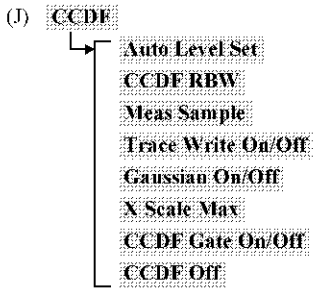 (J) CCDF
Auto Level Set
CCDF RBW
Meas Sample
Trace Write On/Off
Gaussian On/Off
X Scale Max
CCDF Gate On/Off
CCDF Off